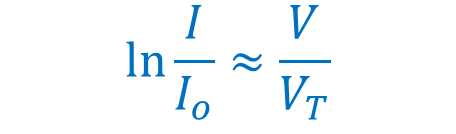 ln I/I_o ≈ V/V_T